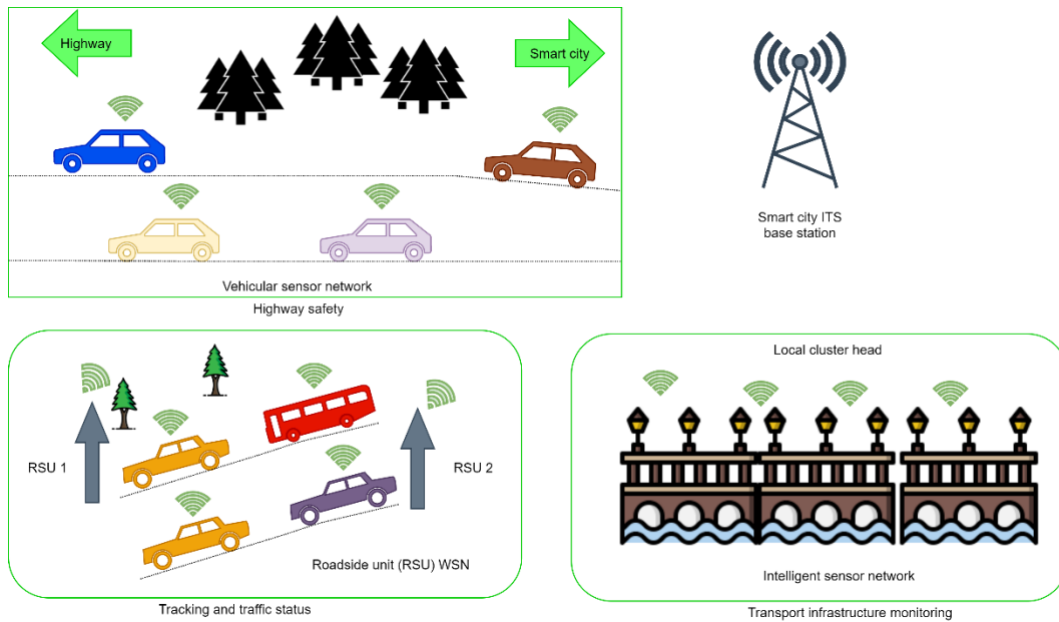 Highway
Smart city
Smart city ITS
base station
Vehicular sensor network
Highway safety
RSU 1
RSU 2
Roadside unit (RSU) WSN
Tracking and traffic status
Local cluster head
Intelligent sensor network
Transport infrastructure monitoring